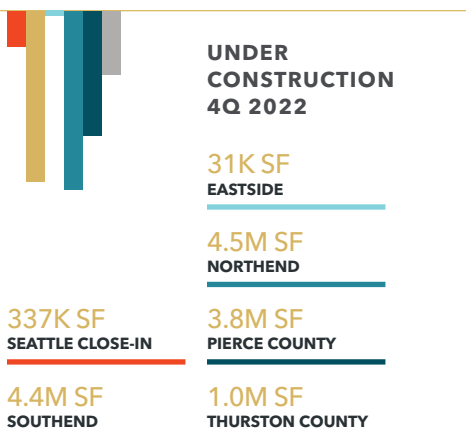 UNDER
CONSTRUCTION
4Q 2022
31K SF
EASTSIDE
4.5M SF
NORTHEND
337K SF
SEATTLE CLOSE-IN
3.8M SF
PIERCE COUNTY
4.4M SF
SOUTHEND
1.0M SF
THURSTON COUNTY